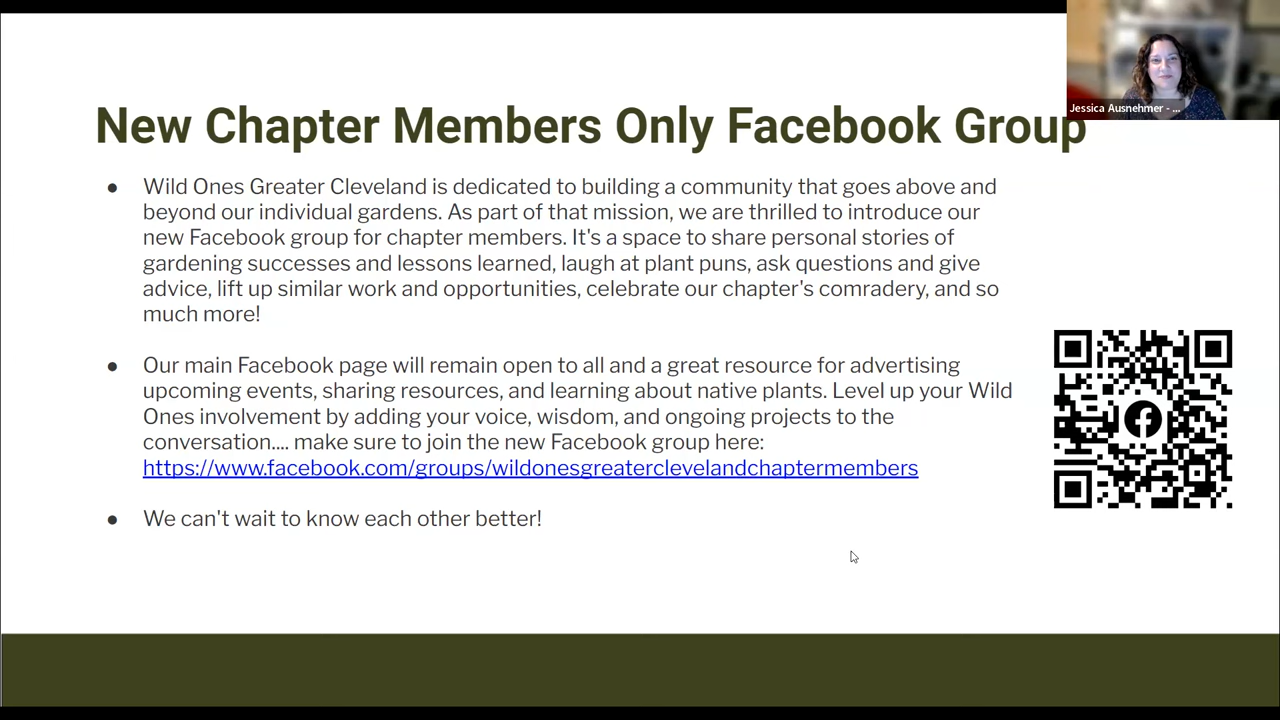 Jessica Ausnehmer - ...
New Chapter Members Only Facebook Group
● Wild Ones Greater Cleveland is dedicated to building a community that goes above and
beyond our individual gardens. As part of that mission, we are thrilled to introduce our
new Facebook group for chapter members. It's a space to share personal stories of
gardening successes and lessons learned, laugh at plant puns, ask questions and give
advice, lift up similar work and opportunities, celebrate our chapter's comradery, and so
much more!
● Our main Facebook page will remain open to all and a great resource for advertising
upcoming events, sharing resources, and learning about native plants. Level up your Wild
Ones involvement by adding your voice, wisdom, and ongoing projects to the
conversation.... make sure to join the new Facebook group here:
https://www.facebook.com/groups/wildonesgreaterclevelandchaptermembers
● We can't wait to know each other better!